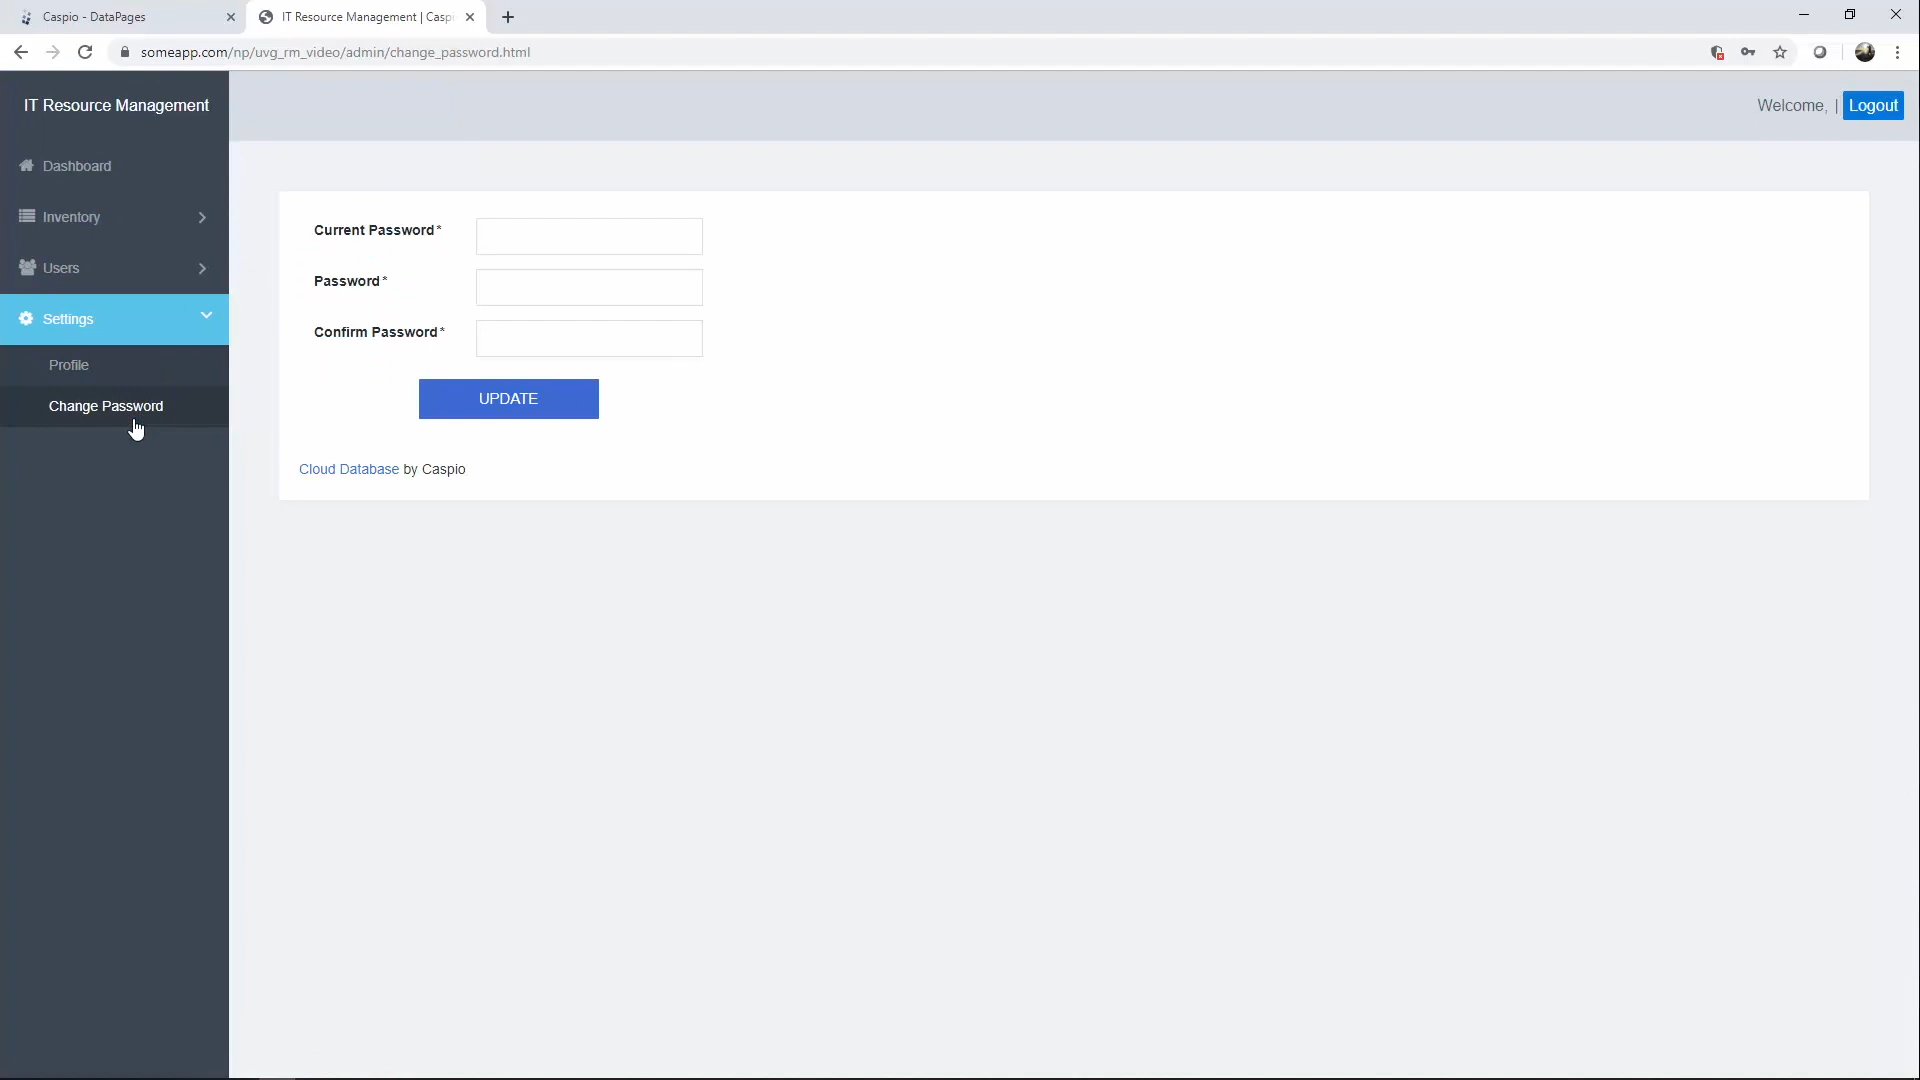 Caspio - DataPages
IT Resource Management | Casp
someapp.com/np/uvg_rm_video/admin/change_password.html
IT Resource Management
Welcome, | Logout
Dashboard
Inventory
Users
Settings
Profile
Change Password
Current Password*
Password*
Confirm Password*
UPDATE
Cloud Database by Caspio